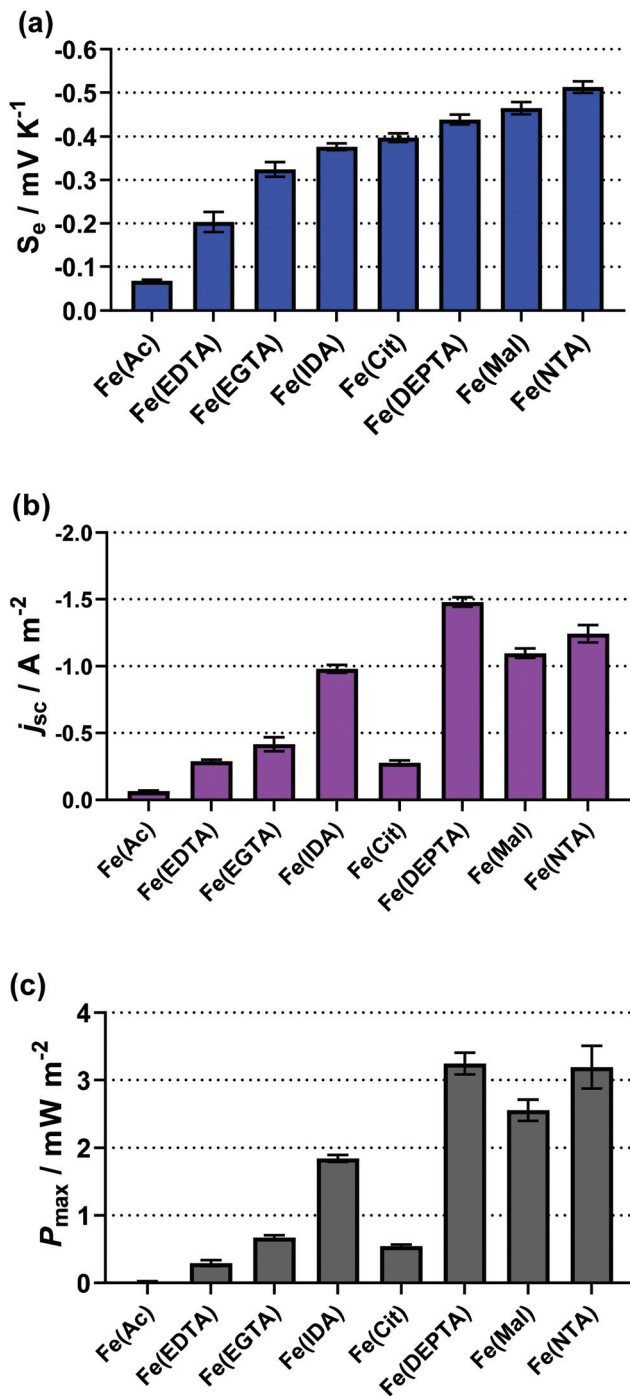 (a)
Sₑ / mV K⁻¹
-0.6
-0.5
-0.4
-0.3
-0.2
-0.1
0.0
Fe(Ac)
Fe(EDTA)
Fe(EGTA)
Fe(IDA)
Fe(Cit)
Fe(DEPTA)
Fe(Mal)
Fe(NTA)
(b)
jsc / A m⁻²
-2.0
-1.5
-1.0
-0.5
0.0
Fe(Ac)
Fe(EDTA)
Fe(EGTA)
Fe(IDA)
Fe(Cit)
Fe(DEPTA)
Fe(Mal)
Fe(NTA)
(c)
Pmax / mW m⁻²
4
3
2
1
0
Fe(Ac)
Fe(EDTA)
Fe(EGTA)
Fe(IDA)
Fe(Cit)
Fe(DEPTA)
Fe(Mal)
Fe(NTA)